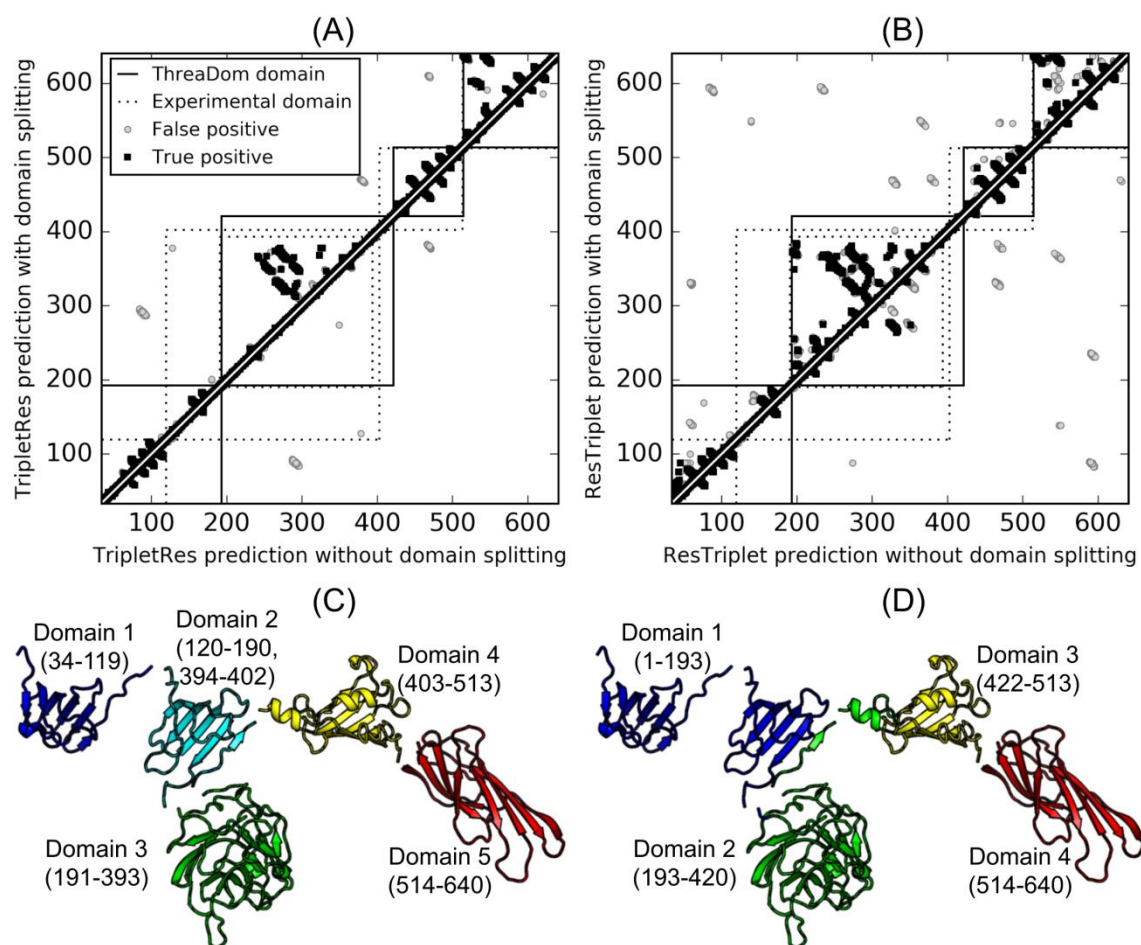 (A)
(B)
TripletRes prediction with domain splitting
600
500
400
300
200
100
ThreaDom domain
Experimental domain
False positive
True positive
100 200 300 400 500 600
TripletRes prediction without domain splitting
ResTriplet prediction with domain splitting
600
500
400
300
200
100
100 200 300 400 500 600
ResTriplet prediction without domain splitting
(C)
Domain 1
(34-119)
Domain 2
(120-190,
394-402)
Domain 4
(403-513)
Domain 3
(191-393)
Domain 5
(514-640)
(D)
Domain 1
(1-193)
Domain 3
(422-513)
Domain 2
(193-420)
Domain 4
(514-640)